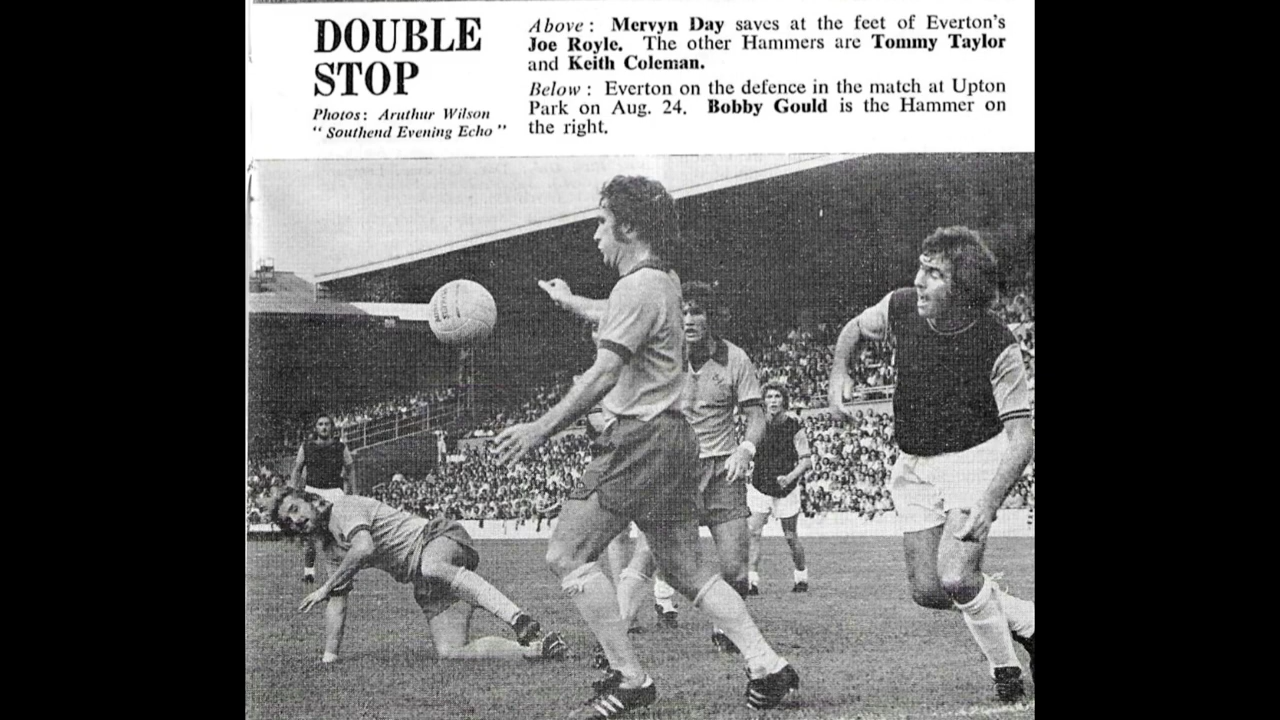 DOUBLE
STOP
Photos: Aruthur Wilson
"Southend Evening Echo"
Above: Mervyn Day saves at the feet of Everton's
Joe Royle. The other Hammers are Tommy Taylor
and Keith Coleman.
Below: Everton on the defence in the match at Upton
Park on Aug. 24. Bobby Gould is the Hammer on
the right.